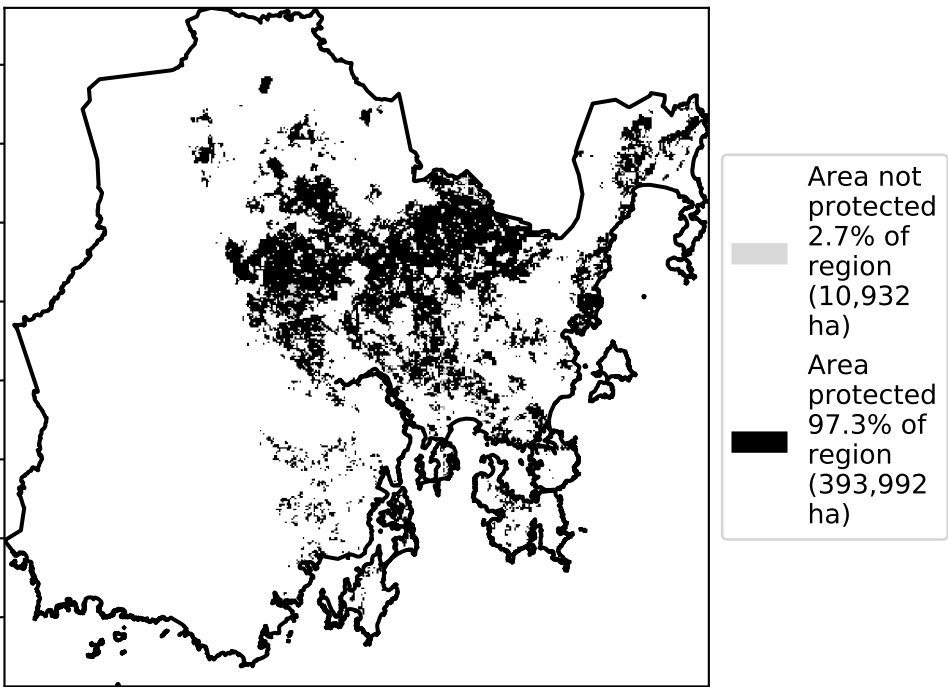 Area not
protected
2.7% of
region
(10,932
ha)
Area
protected
97.3% of
region
(393,992
ha)